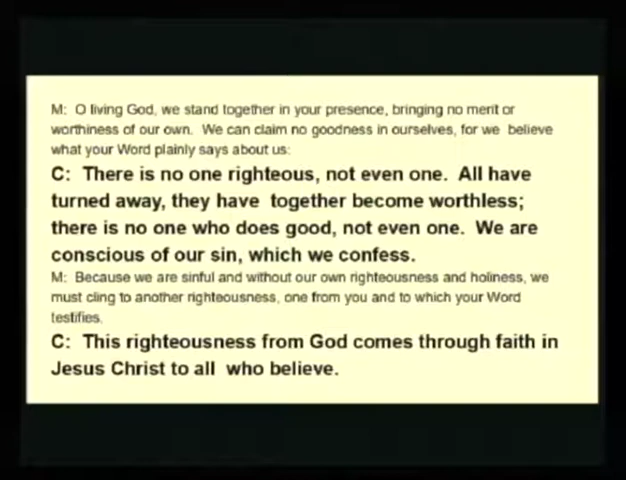 M: O living God, we stand together in your presence, bringing no merit or
worthiness of our own. We can claim no goodness in ourselves, for we believe
what your Word plainly says about us:
C: There is no one righteous, not even one. All have
turned away, they have together become worthless;
there is no one who does good, not even one. We are
conscious of our sin, which we confess.
M: Because we are sinful and without our own righteousness and holiness, we
must cling to another righteousness, one from you and to which your Word
testifies.
C: This righteousness from God comes through faith in
Jesus Christ to all who believe.